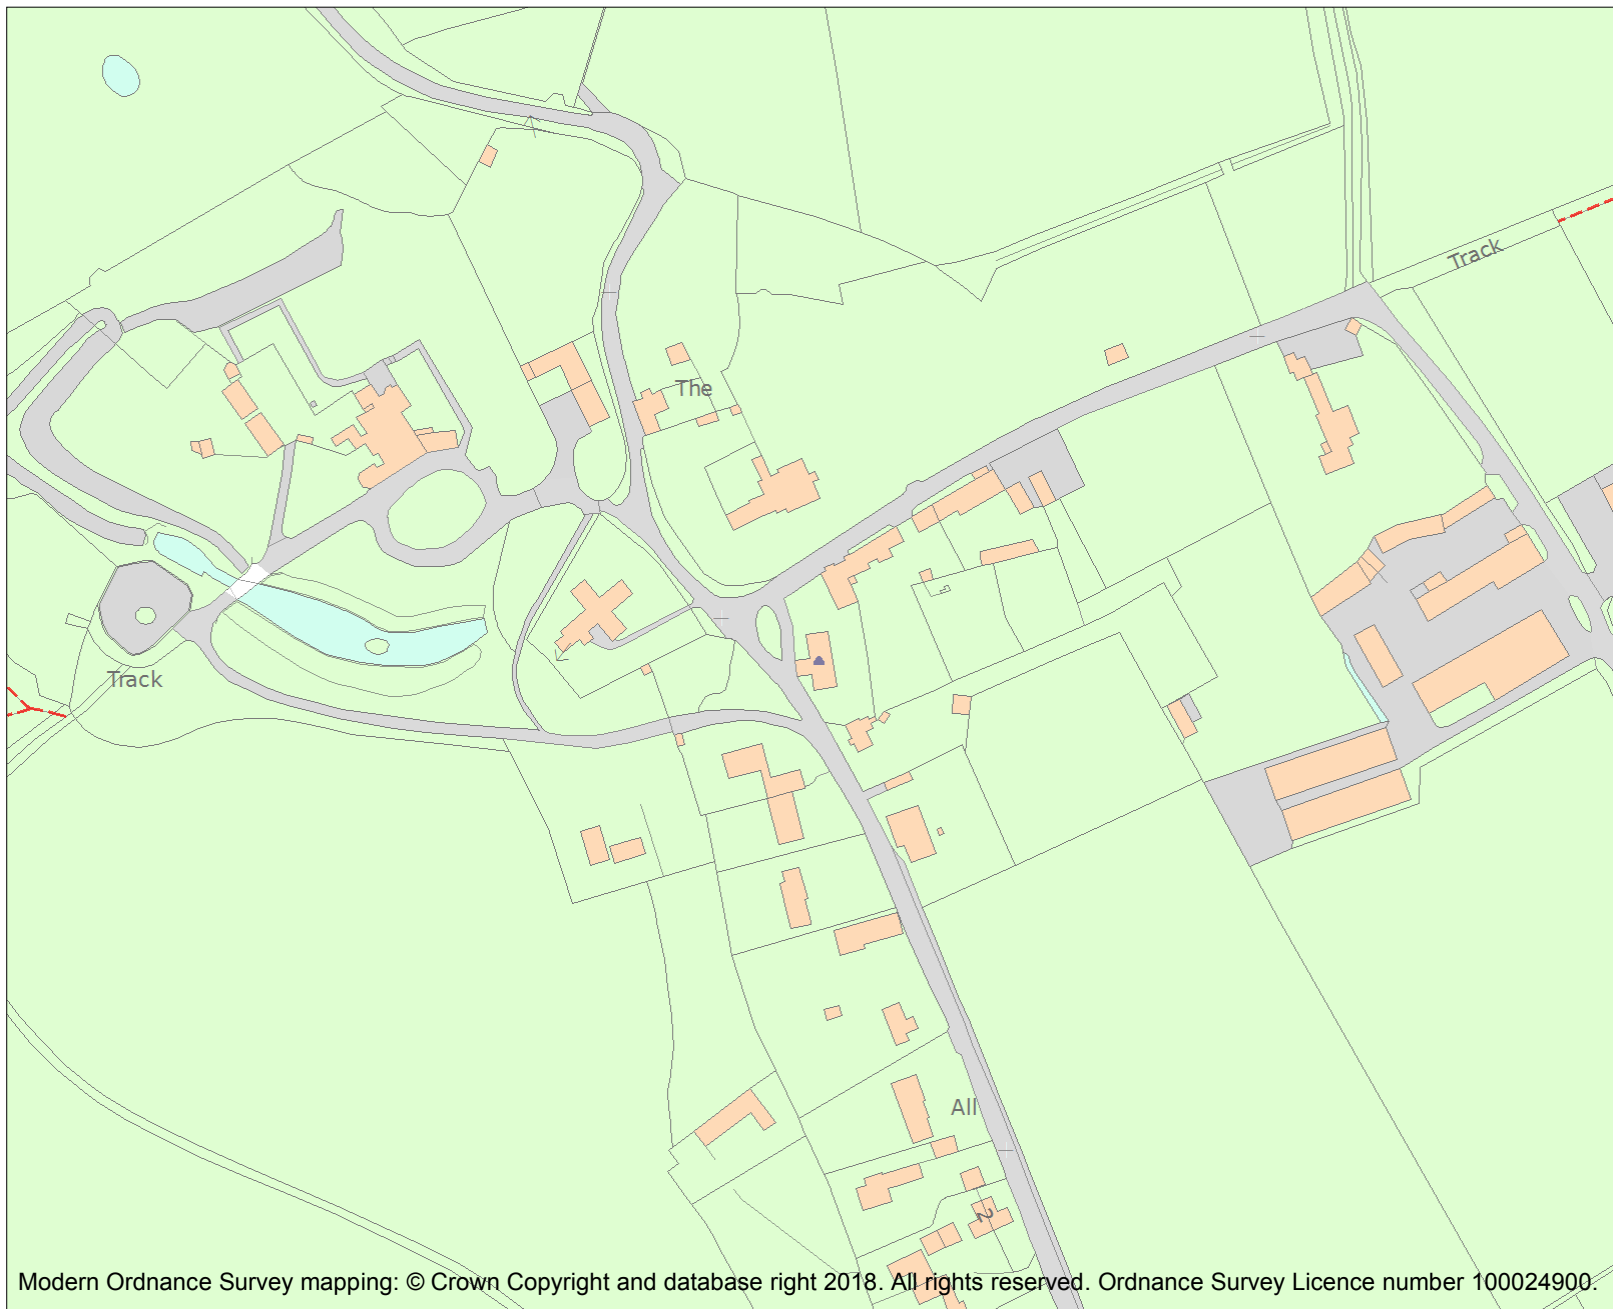 Track
The
Track
All
2
Modern Ordnance Survey mapping: © Crown Copyright and database right 2018. All rights reserved. Ordnance Survey Licence number 100024900.